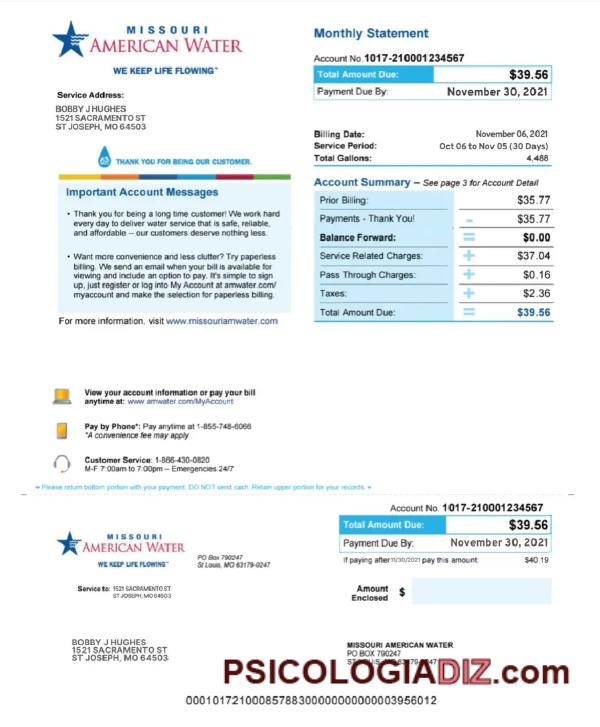 MISSOURI
AMERICAN WATER
WE KEEP LIFE FLOWING™
Monthly Statement
Account No. 1017-210001234567
Total Amount Due: $39.56
Payment Due By: November 30, 2021
Service Address:
BOBBY J HUGHES
1521 SACRAMENTO ST
ST JOSEPH, MO 64503
Billing Date: November 06, 2021
Service Period: Oct 06 to Nov 05 (30 Days)
Total Gallons: 4,488
THANK YOU FOR BEING OUR CUSTOMER.
Account Summary – See page 3 for Account Detail
Prior Billing: $35.77
Payments - Thank You! - $35.77
Balance Forward: = $0.00
Service Related Charges: + $37.04
Pass Through Charges: + $0.16
Taxes: + $2.36
Total Amount Due: = $39.56
Important Account Messages
• Thank you for being a long time customer! We work hard
every day to deliver water service that is safe, reliable,
and affordable – our customers deserve nothing less.
• Want more convenience and less clutter? Try paperless
billing. We send an email when your bill is available for
viewing and include an option to pay. It's simple to sign
up, just register or log into My Account at amwater.com/
myaccount and make the selection for paperless billing.
For more information, visit www.missouriamwater.com
View your account information or pay your bill
anytime at: www.amwater.com/MyAccount
Pay by Phone*: Pay anytime at 1-855-748-6066
*A convenience fee may apply
Customer Service: 1-866-430-0820
M-F 7:00am to 7:00pm – Emergencies 24/7
Please return bottom portion with your payment. DO NOT send cash. Retain upper portion for your records.
Account No. 1017-210001234567
Total Amount Due: $39.56
Payment Due By: November 30, 2021
If paying after 11/30/2021 pay this amount: $40.19
Amount
Enclosed $
MISSOURI
AMERICAN WATER
WE KEEP LIFE FLOWING™
PO Box 790247
St Louis, MO 63179-0247
Service to: 1521 SACRAMENTO ST
ST JOSEPH, MO 64503
BOBBY J HUGHES
1521 SACRAMENTO ST
ST JOSEPH, MO 64503
MISSOURI AMERICAN WATER
PO BOX 790247
PSICOLOGIADIZ.com